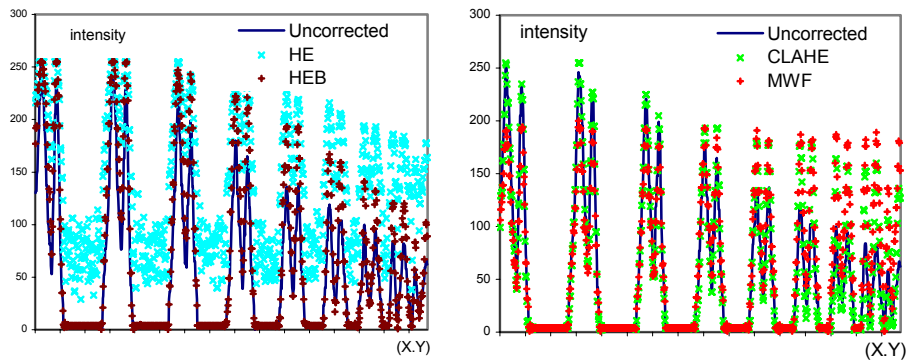 300
250
200
150
100
50
0
intensity
Uncorrected
HE
HEB
(X.Y)
300
250
200
150
100
50
0
intensity
Uncorrected
CLAHE
MWF
(X.Y)